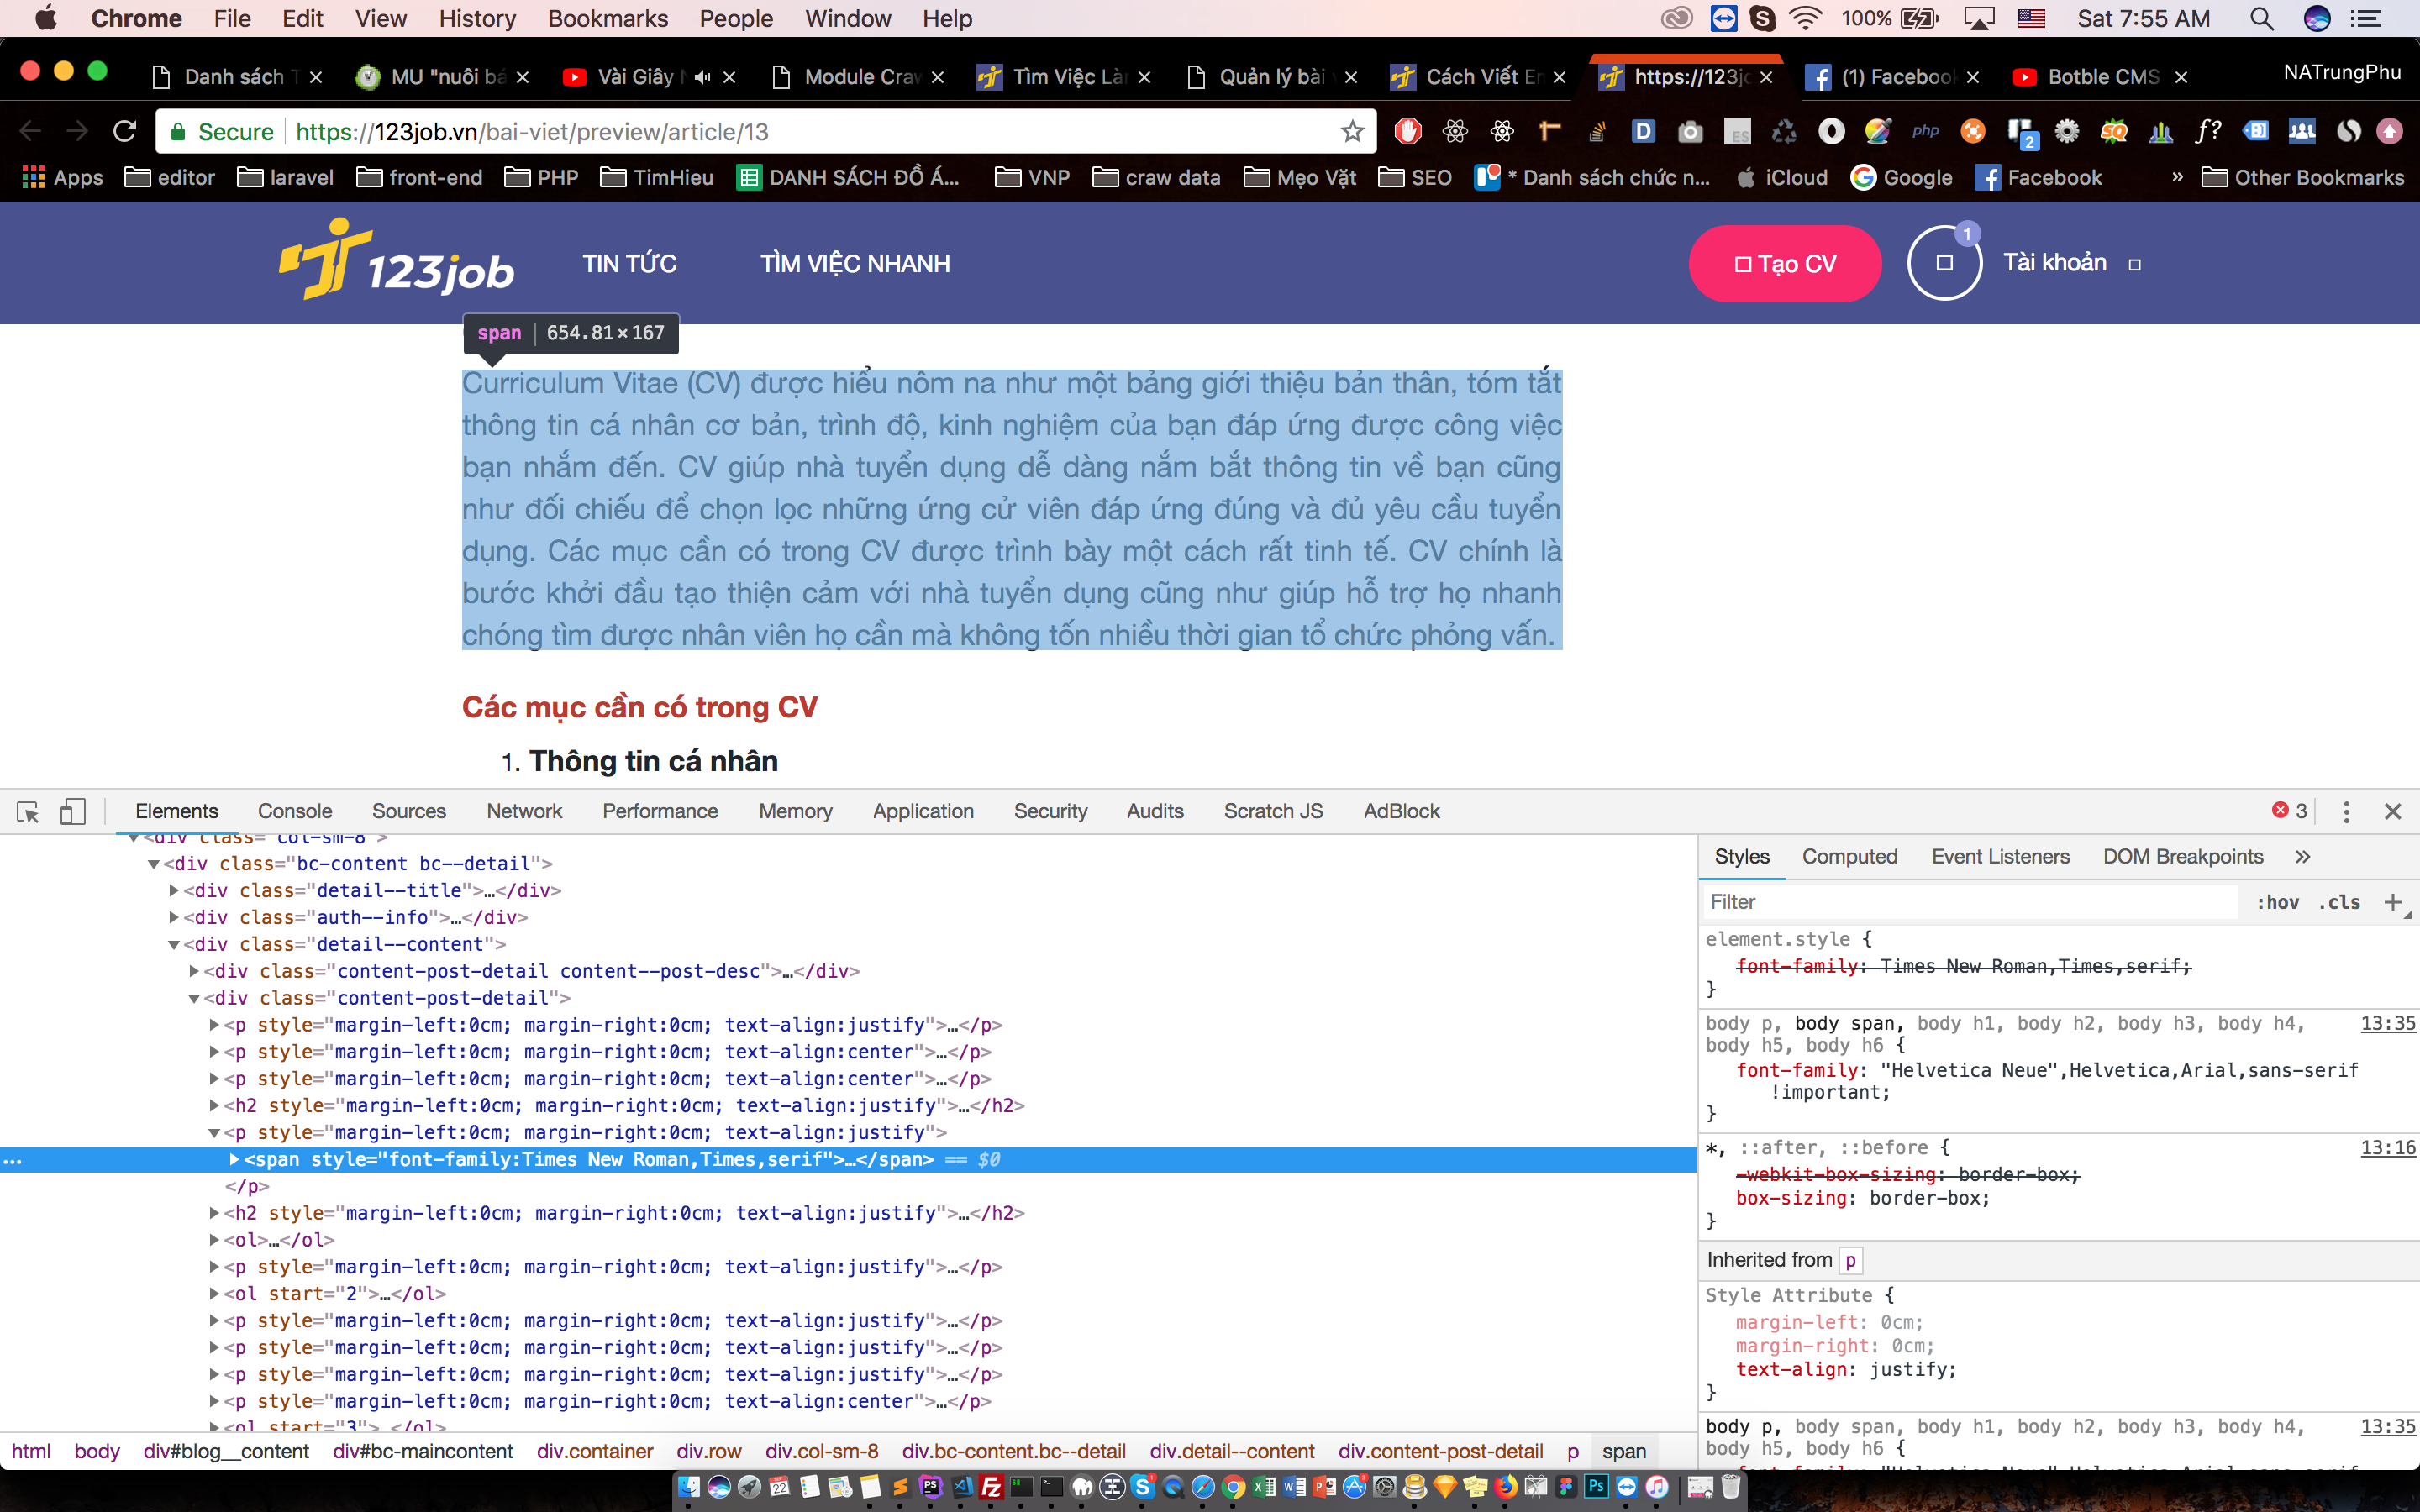 Chrome File Edit View History Bookmarks People Window Help 100% Sat 7:55 AM
Danash sách T MU "nuôi bá Vài Giây N Module Craw Tìm Việc Làn Quản lý bài v Cách Viết En https://123jo (1) Facebook Botble CMS NATrungPhu
Secure https://123job.vn/bai-viet/preview/article/13 D ES php 2 SQ f?
Apps editor laravel front-end PHP TimHieu DANH SÁCH ĐỒ Á... VNP craw data Mẹo Vặt SEO * Danh sách chức n... iCloud Google Facebook » Other Bookmarks
123job TIN TỨC TÌM VIỆC NHANH Tạo CV 1 Tài khoản
span 654.81×167
Curriculum Vitae (CV) được hiểu nôm na như một bảng giới thiệu bản thân, tóm tắt
thông tin cá nhân cơ bản, trình độ, kinh nghiệm của bạn đáp ứng được công việc
bạn nhắm đến. CV giúp nhà tuyển dụng dễ dàng nắm bắt thông tin về bạn cũng
như đối chiếu để chọn lọc những ứng cử viên đáp ứng đúng và đủ yêu cầu tuyển
dụng. Các mục cần có trong CV được trình bày một cách rất tinh tế. CV chính là
bước khởi đầu tạo thiện cảm với nhà tuyển dụng cũng như giúp hỗ trợ họ nhanh
chóng tìm được nhân viên họ cần mà không tốn nhiều thời gian tổ chức phỏng vấn.
Các mục cần có trong CV
1. Thông tin cá nhân
Elements Console Sources Network Performance Memory Application Security Audits Scratch JS AdBlock 3
<div class="col-sm-8">
<div class="bc-content bc--detail">
<div class="detail--title">…</div>
<div class="auth--info">…</div>
<div class="detail--content">
<div class="content-post-detail content--post-desc">…</div>
<div class="content-post-detail">
<p style="margin-left:0cm; margin-right:0cm; text-align:justify">…</p>
<p style="margin-left:0cm; margin-right:0cm; text-align:center">…</p>
<p style="margin-left:0cm; margin-right:0cm; text-align:center">…</p>
<h2 style="margin-left:0cm; margin-right:0cm; text-align:justify">…</h2>
<p style="margin-left:0cm; margin-right:0cm; text-align:justify">
… <span style="font-family:Times New Roman,Times,serif">…</span> == $0
</p>
<h2 style="margin-left:0cm; margin-right:0cm; text-align:justify">…</h2>
<ol>…</ol>
<p style="margin-left:0cm; margin-right:0cm; text-align:justify">…</p>
<ol start="2">…</ol>
<p style="margin-left:0cm; margin-right:0cm; text-align:justify">…</p>
<p style="margin-left:0cm; margin-right:0cm; text-align:justify">…</p>
<p style="margin-left:0cm; margin-right:0cm; text-align:justify">…</p>
<p style="margin-left:0cm; margin-right:0cm; text-align:center">…</p>
<ol start="3">…</ol>
html body div#blog__content div#bc-maincontent div.container div.row div.col-sm-8 div.bc-content.bc--detail div.detail--content div.content-post-detail p span
Styles Computed Event Listeners DOM Breakpoints »
Filter :hov .cls +
element.style {
font-family: Times New Roman,Times,serif;
}
body p, body span, body h1, body h2, body h3, body h4, 13:35
body h5, body h6 {
font-family: "Helvetica Neue",Helvetica,Arial,sans-serif
!important;
}
*, ::after, ::before { 13:16
-webkit-box-sizing: border-box;
box-sizing: border-box;
}
Inherited from p
Style Attribute {
margin-left: 0cm;
margin-right: 0cm;
text-align: justify;
}
body p, body span, body h1, body h2, body h3, body h4, 13:35
body h5, body h6 {
font-family: "Helvetica Neue",Helvetica,Arial,sans-serif
22 PS Fz S Ps